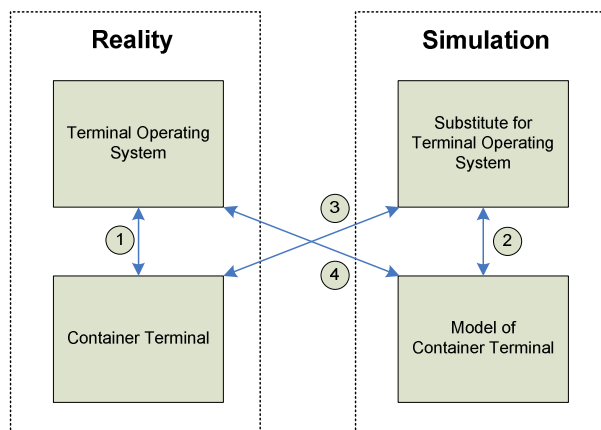 Reality
Simulation
Terminal Operating
System
Substitute for
Terminal Operating
System
1
3
2
4
Container Terminal
Model of
Container Terminal